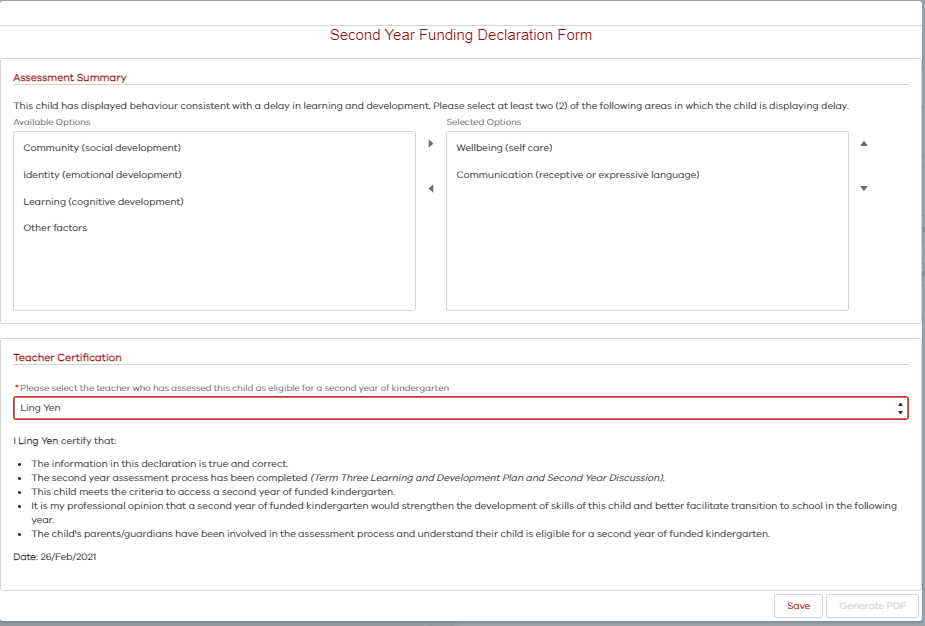 Second Year Funding Declaration Form
Assessment Summary
This child has displayed behaviour consistent with a delay in learning and development. Please select at least two (2) of the following areas in which the child is displaying delay.
Available Options
Selected Options
Community (social development)
Identity (emotional development)
Learning (cognitive development)
Other factors
Wellbeing (self care)
Communication (receptive or expressive language)
Teacher Certification
*Please select the teacher who has assessed this child as eligible for a second year of kindergarten
Ling Yen
I Ling Yen certify that:
• The information in this declaration is true and correct.
• The second year assessment process has been completed (Term Three Learning and Development Plan and Second Year Discussion).
• This child meets the criteria to access a second year of funded kindergarten.
• It is my professional opinion that a second year of funded kindergarten would strengthen the development of skills of this child and better facilitate transition to school in the following
year.
• The child's parents/guardians have been involved in the assessment process and understand their child is eligible for a second year of funded kindergarten.
Date: 26/Feb/2021
Save
Generate PDF